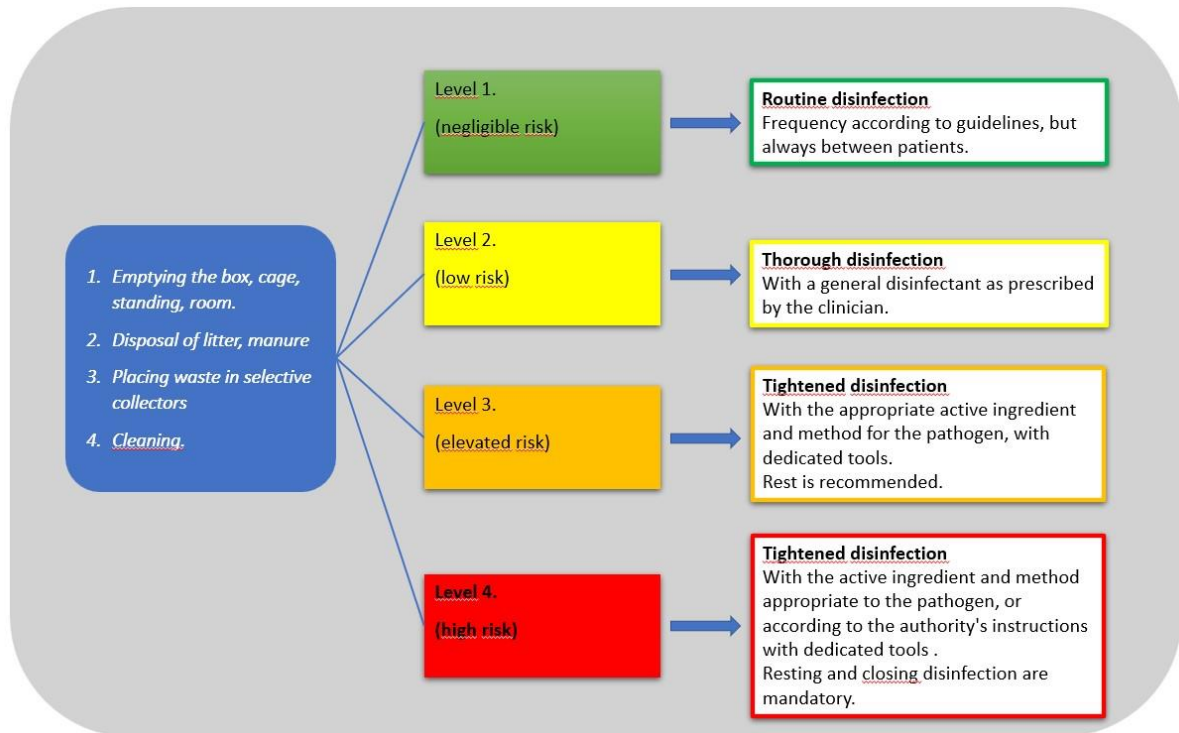 1. Emptying the box, cage,
standing, room.
2. Disposal of litter, manure
3. Placing waste in selective
collectors
4. Cleaning.
Level 1.
(negligible risk)
Routine disinfection
Frequency according to guidelines, but
always between patients.
Level 2.
(low risk)
Thorough disinfection
With a general disinfectant as prescribed
by the clinician.
Level 3.
(elevated risk)
Tightened disinfection
With the appropriate active ingredient
and method for the pathogen, with
dedicated tools.
Rest is recommended.
Level 4.
(high risk)
Tightened disinfection
With the active ingredient and method
appropriate to the pathogen, or
according to the authority's instructions
with dedicated tools .
Resting and closing disinfection are
mandatory.